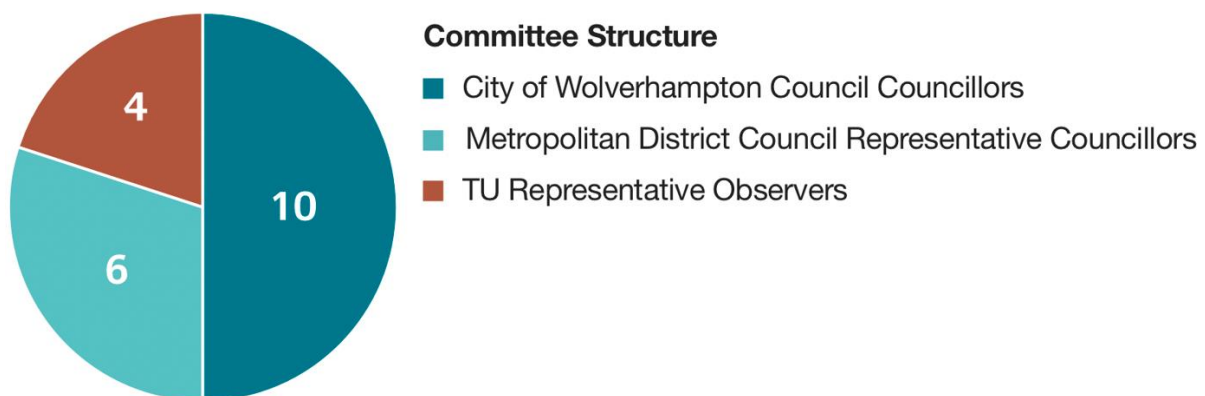 Committee Structure
City of Wolverhampton Council Councillors
Metropolitan District Council Representative Councillors
TU Representative Observers
4
10
6